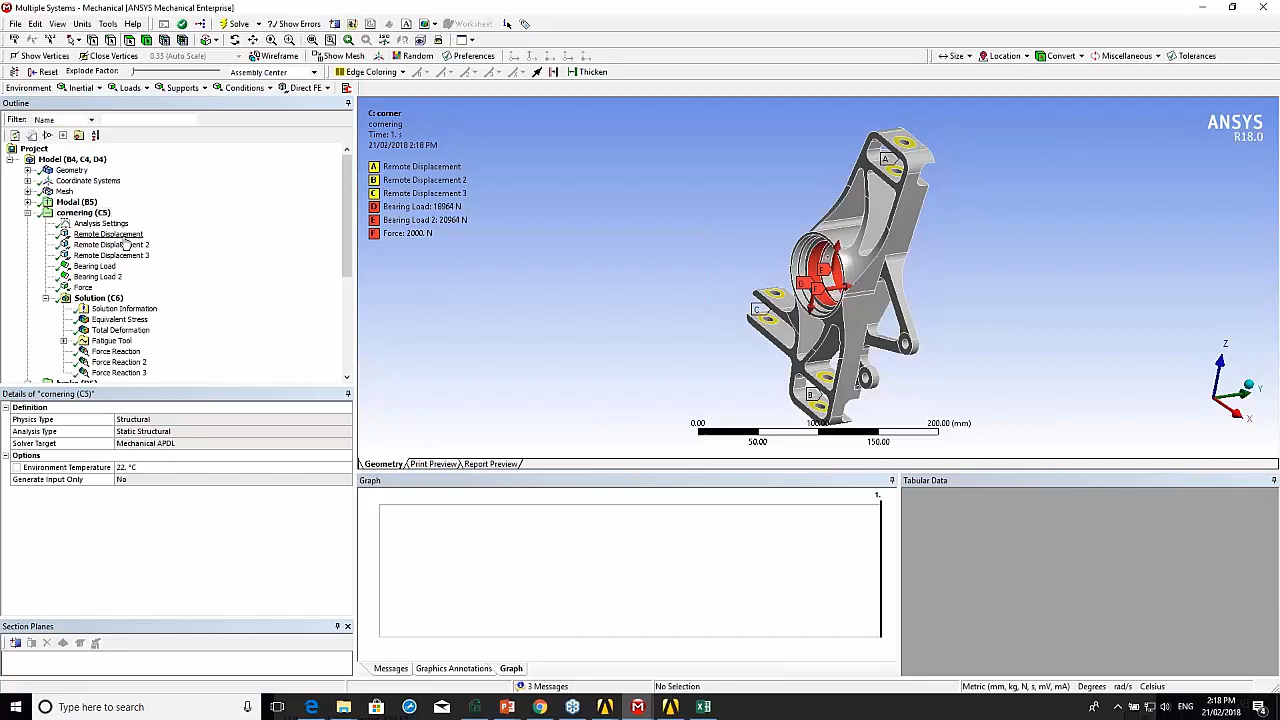 Multiple Systems - Mechanical [ANSYS Mechanical Enterprise]
File Edit View Units Tools Help Solve Show Errors Worksheet
Show Vertices Close Vertices 0.33 (Auto Scale) Wireframe Show Mesh Random Preferences Size Location Convert Miscellaneous Tolerances
Reset Explode Factor: Assembly Center Edge Coloring Thicken
Environment Inertial Loads Supports Conditions Direct FE
Outline
Filter: Name
Project
Model (B4, C4, D4)
Geometry
Coordinate Systems
Mesh
Modal (B5)
cornering (C5)
Analysis Settings
Remote Displacement
Remote Displacement 2
Remote Displacement 3
Bearing Load
Bearing Load 2
Force
Solution (C6)
Solution Information
Equivalent Stress
Total Deformation
Fatigue Tool
Force Reaction
Force Reaction 2
Force Reaction 3
Details of "cornering (C5)"
Definition
Physics Type Structural
Analysis Type Static Structural
Solver Target Mechanical APDL
Options
Environment Temperature 22. °C
Generate Input Only No
Section Planes
C: corner
cornering
Time: 1. s
21/02/2018 2:18 PM
A Remote Displacement
B Remote Displacement 2
C Remote Displacement 3
D Bearing Load: 18964 N
E Bearing Load 2: 20964 N
F Force: 2000. N
ANSYS
R18.0
A
E
D
F
C
B
Z
Y
X
0.00 100.00 200.00 (mm)
50.00 150.00
Geometry Print Preview Report Preview
Graph
1.
Tabular Data
Messages Graphics Annotations Graph
3 Messages No Selection Metric (mm, kg, N, s, mV, mA) Degrees rad/s Celsius
Type here to search
ENG
2:18 PM
21/02/2018